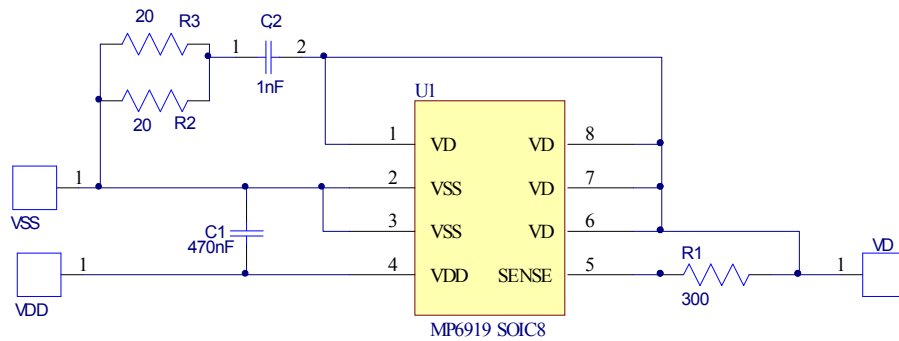 20 R3
C2
1 2
1nF
20 R2
U1
1 VD VD 8
1 2 VSS VD 7
VSS
3 VSS VD 6
C1
470nF
1 4 VDD SENSE 5
R1
300
VD
1
VDD
MP6919 SOIC8